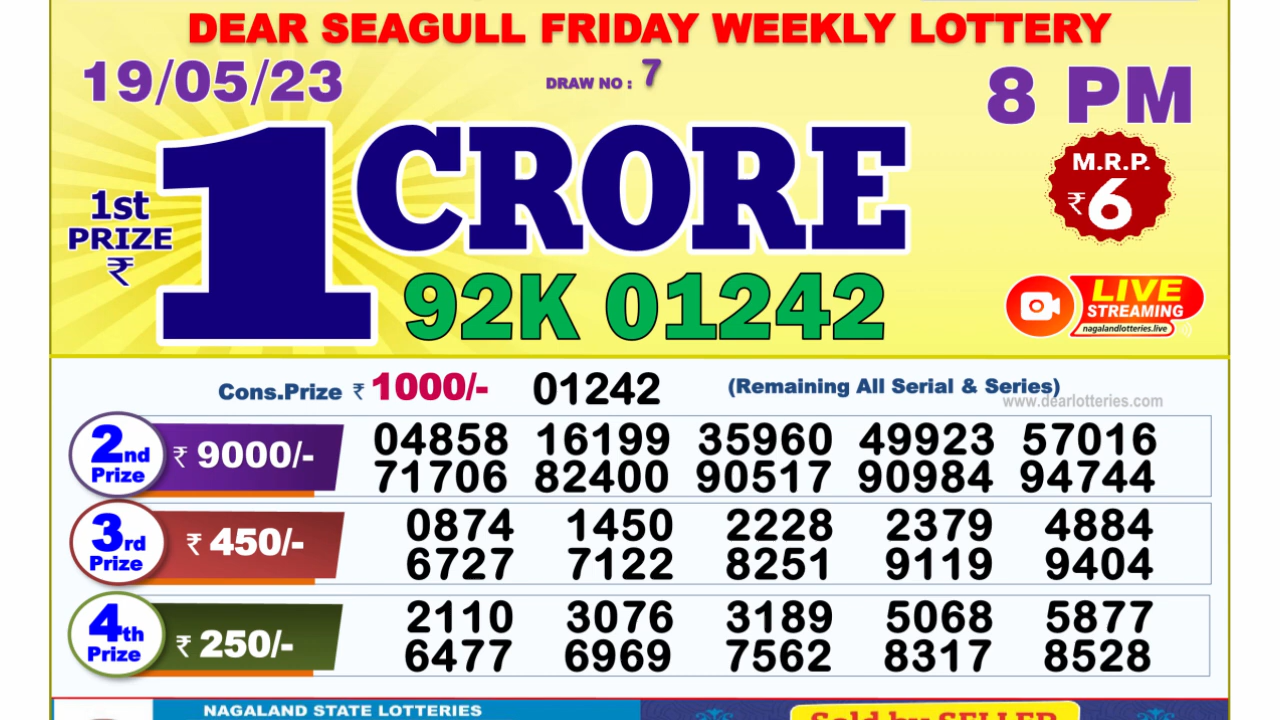 DEAR SEAGULL FRIDAY WEEKLY LOTTERY
19/05/23
DRAW NO : 7
8 PM
1st
PRIZE
₹
1 CRORE
M.R.P.
₹ 6
92K 01242
LIVE
STREAMING
nagalandlotteries.live
Cons.Prize ₹ 1000/- 01242 (Remaining All Serial & Series)
www.dearlotteries.com
2nd
Prize
₹ 9000/-
04858 16199 35960 49923 57016
71706 82400 90517 90984 94744
3rd
Prize
₹ 450/-
0874 1450 2228 2379 4884
6727 7122 8251 9119 9404
4th
Prize
₹ 250/-
2110 3076 3189 5068 5877
6477 6969 7562 8317 8528
NAGALAND STATE LOTTERIES
Sold by SELLER